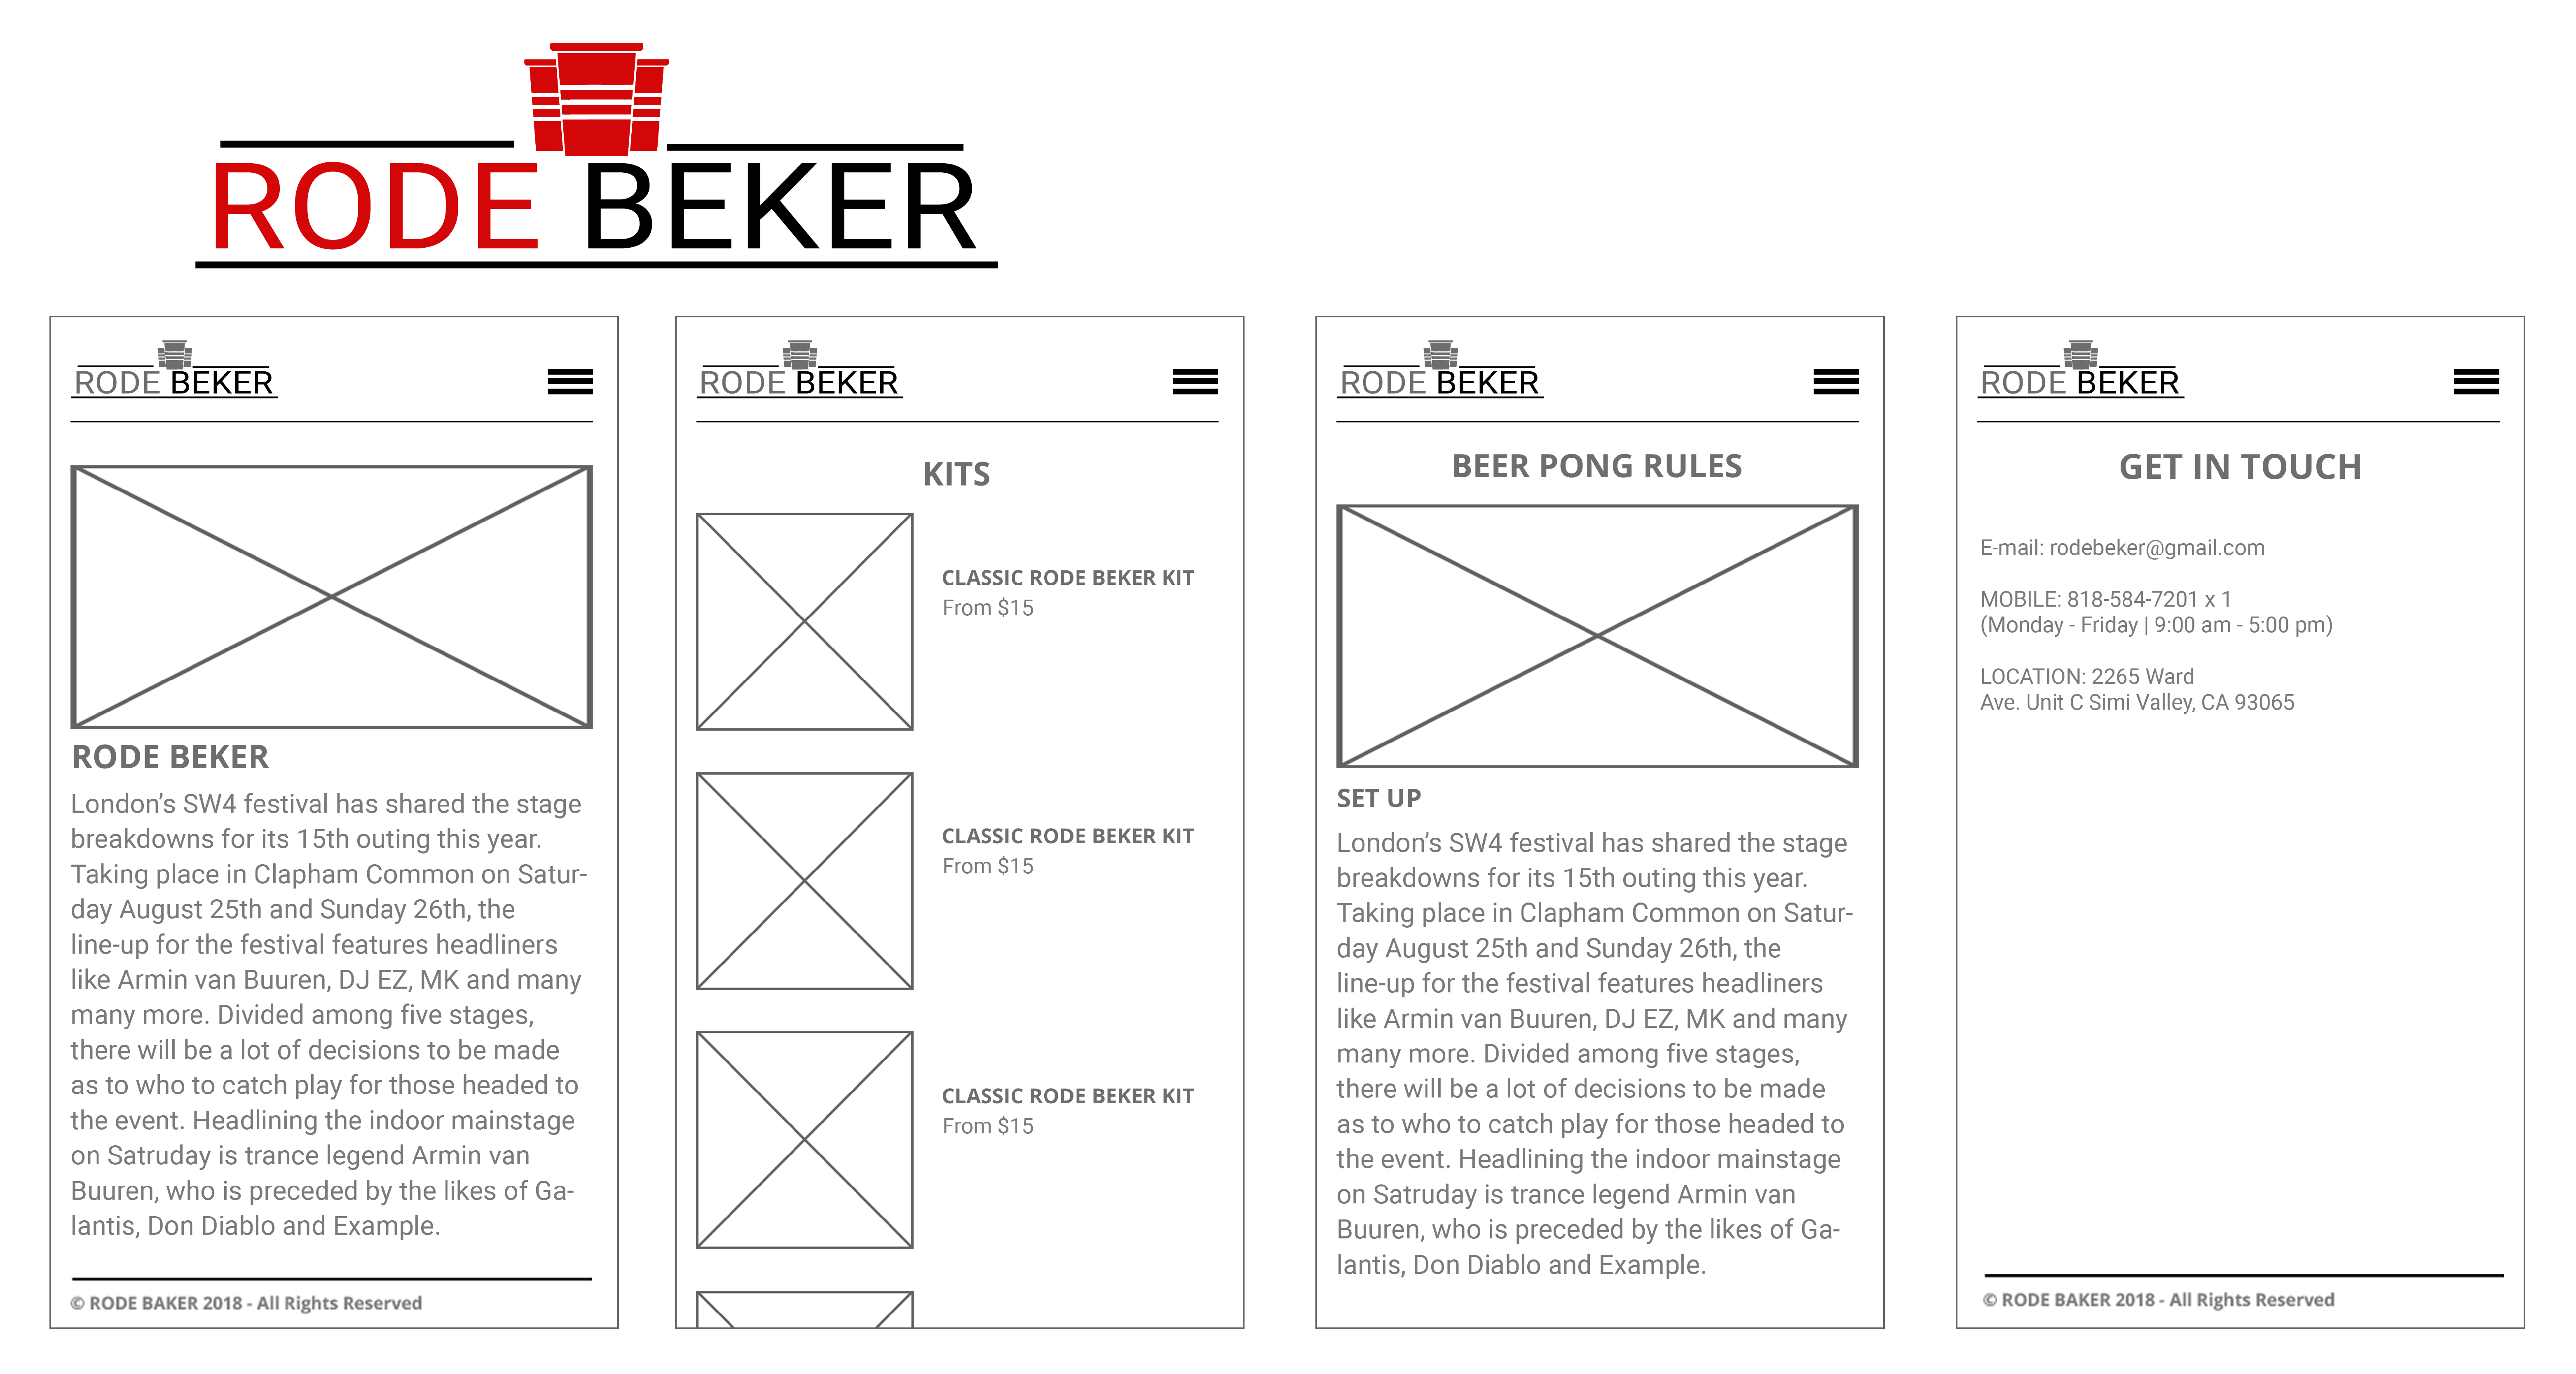 RODE BEKER
RODE BEKER
RODE BEKER
London’s SW4 festival has shared the stage
breakdowns for its 15th outing this year.
Taking place in Clapham Common on Satur-
day August 25th and Sunday 26th, the
line-up for the festival features headliners
like Armin van Buuren, DJ EZ, MK and many
many more. Divided among five stages,
there will be a lot of decisions to be made
as to who to catch play for those headed to
the event. Headlining the indoor mainstage
on Satruday is trance legend Armin van
Buuren, who is preceded by the likes of Ga-
lantis, Don Diablo and Example.
© RODE BAKER 2018 - All Rights Reserved
RODE BEKER
KITS
CLASSIC RODE BEKER KIT
From $15
CLASSIC RODE BEKER KIT
From $15
CLASSIC RODE BEKER KIT
From $15
RODE BEKER
BEER PONG RULES
SET UP
London’s SW4 festival has shared the stage
breakdowns for its 15th outing this year.
Taking place in Clapham Common on Satur-
day August 25th and Sunday 26th, the
line-up for the festival features headliners
like Armin van Buuren, DJ EZ, MK and many
many more. Divided among five stages,
there will be a lot of decisions to be made
as to who to catch play for those headed to
the event. Headlining the indoor mainstage
on Satruday is trance legend Armin van
Buuren, who is preceded by the likes of Ga-
lantis, Don Diablo and Example.
RODE BEKER
GET IN TOUCH
E-mail: rodebeker@gmail.com
MOBILE: 818-584-7201 x 1
(Monday - Friday | 9:00 am - 5:00 pm)
LOCATION: 2265 Ward
Ave. Unit C Simi Valley, CA 93065
© RODE BAKER 2018 - All Rights Reserved